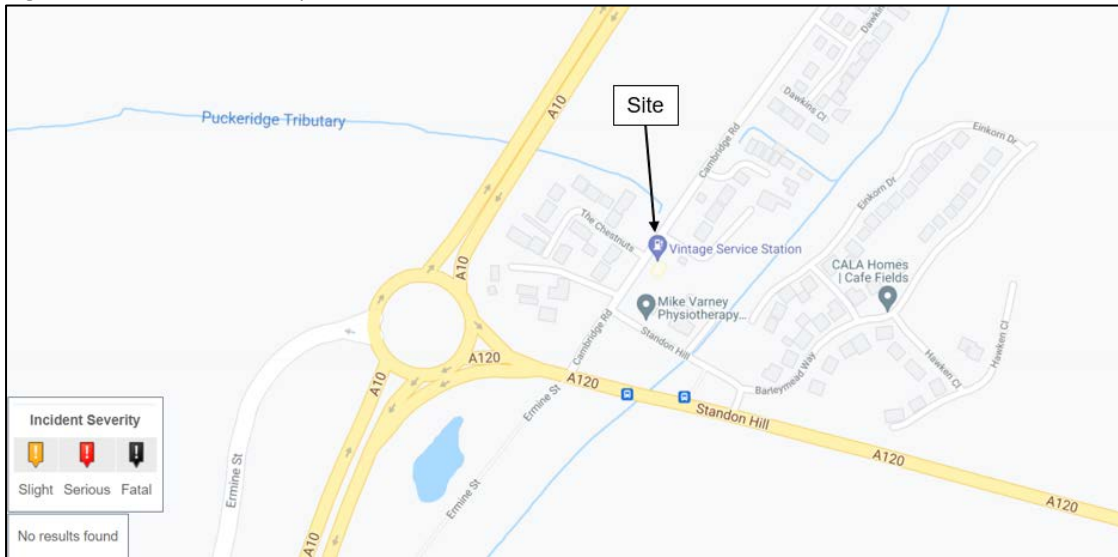 A10
Dawkins Cl
Dawkins Cl
Puckeridge Tributary
A10
Site
Cambridge Rd
Einkorn Dr
Einkorn Dr
The Chestnuts
Vintage Service Station
A10
CALA Homes
| Cafe Fields
Mike Varney
Physiotherapy...
Cambridge Rd
Standon Hill
Hawken Cl
A120
A120
Barleymead Way
Hawken Cl
A10
Ermine St
Standon Hill
Incident Severity
A120
Slight Serious Fatal
Ermine St
A120
Ermine St
No results found
A10